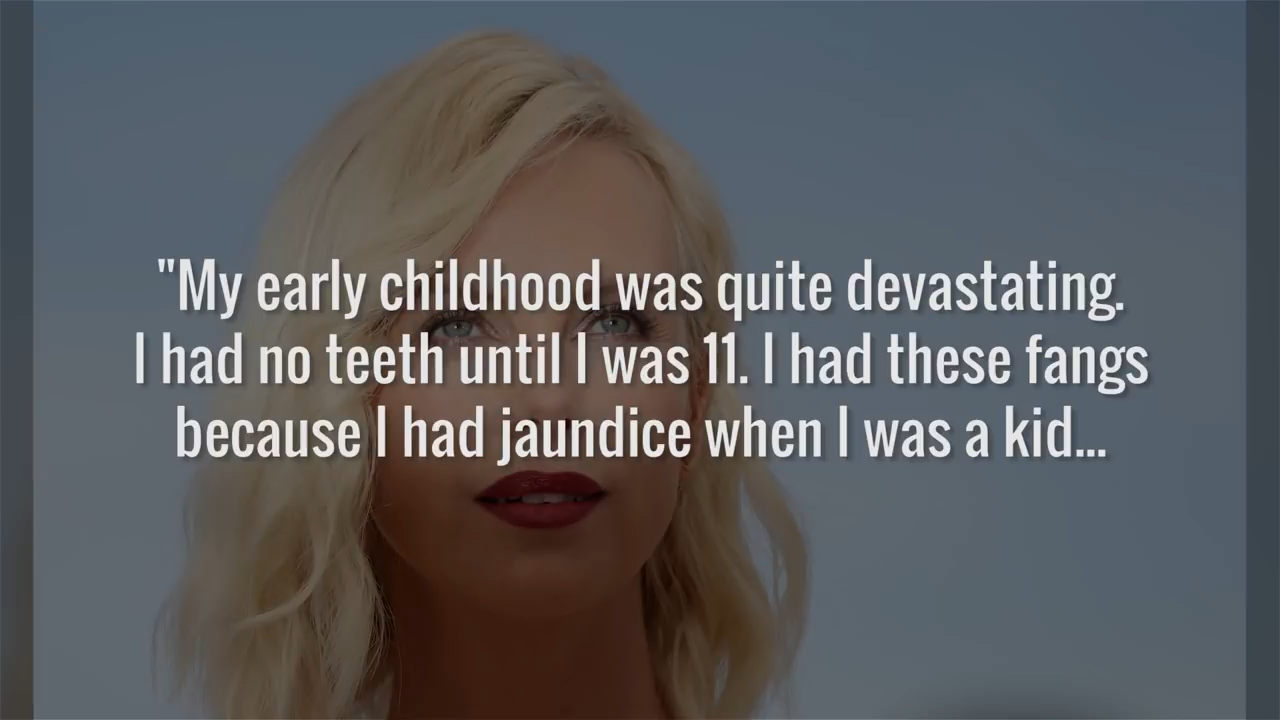 "My early childhood was quite devastating.
I had no teeth until I was 11. I had these fangs
because I had jaundice when I was a kid...